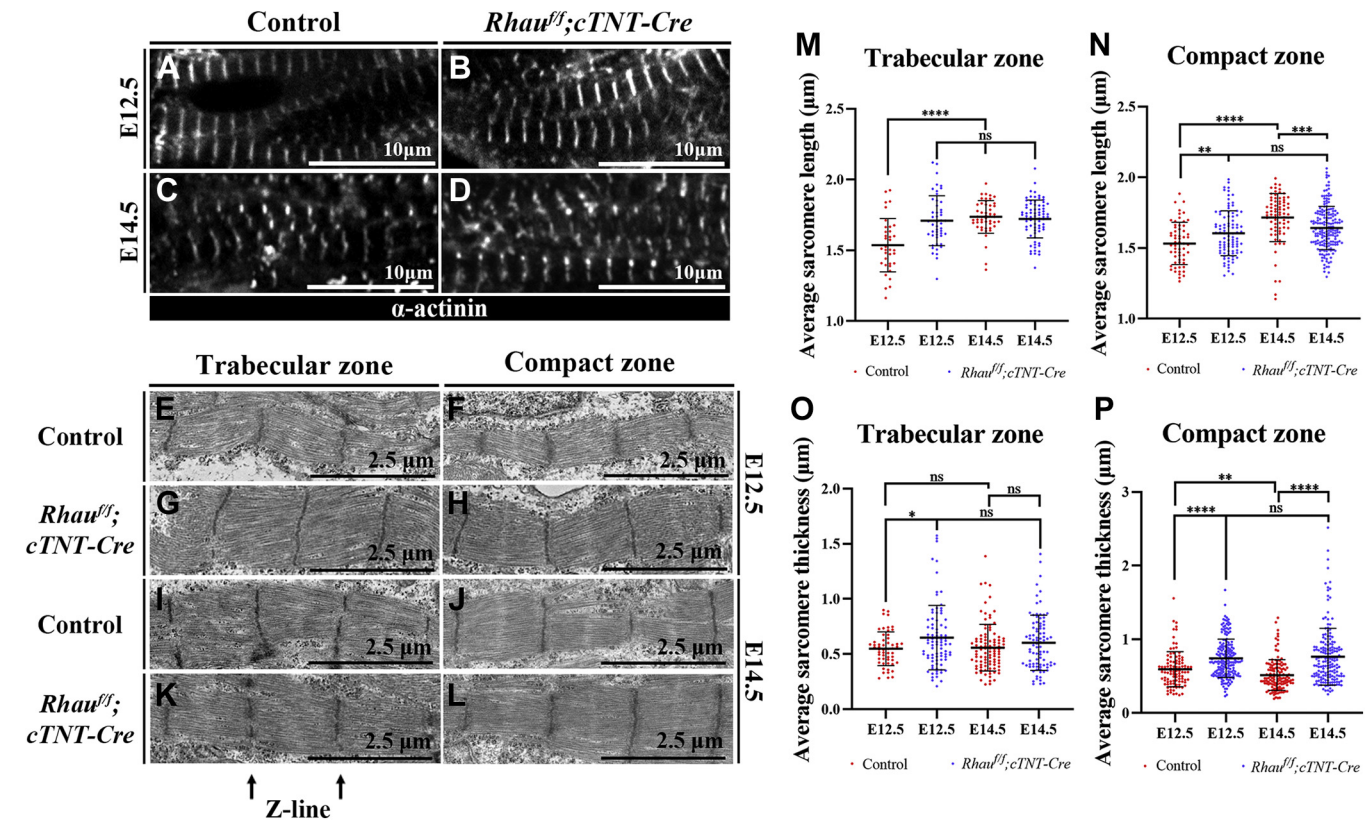 Control
Rhau^f/f;cTNT-Cre
E12.5
A
10μm
B
10μm
E14.5
C
10μm
D
10μm
α-actinin
Trabecular zone
Compact zone
Control
E
2.5 μm
F
2.5 μm
Rhau^f/f;
cTNT-Cre
G
2.5 μm
H
2.5 μm
E12.5
Control
I
2.5 μm
J
2.5 μm
Rhau^f/f;
cTNT-Cre
K
2.5 μm
L
2.5 μm
E14.5
Z-line
M
Trabecular zone
Average sarcomere length (μm)
2.5
2.0
1.5
1.0
****
ns
E12.5 E12.5 E14.5 E14.5
Control Rhau^f/f;cTNT-Cre
N
Compact zone
Average sarcomere length (μm)
2.5
2.0
1.5
1.0
****
***
** ns
E12.5 E12.5 E14.5 E14.5
Control Rhau^f/f;cTNT-Cre
O
Trabecular zone
Average sarcomere thickness (μm)
2.0
1.5
1.0
0.5
0.0
ns
ns
* ns
E12.5 E12.5 E14.5 E14.5
Control Rhau^f/f;cTNT-Cre
P
Compact zone
Average sarcomere thickness (μm)
3
2
1
0
**
****
**** ns
E12.5 E12.5 E14.5 E14.5
Control Rhau^f/f;cTNT-Cre